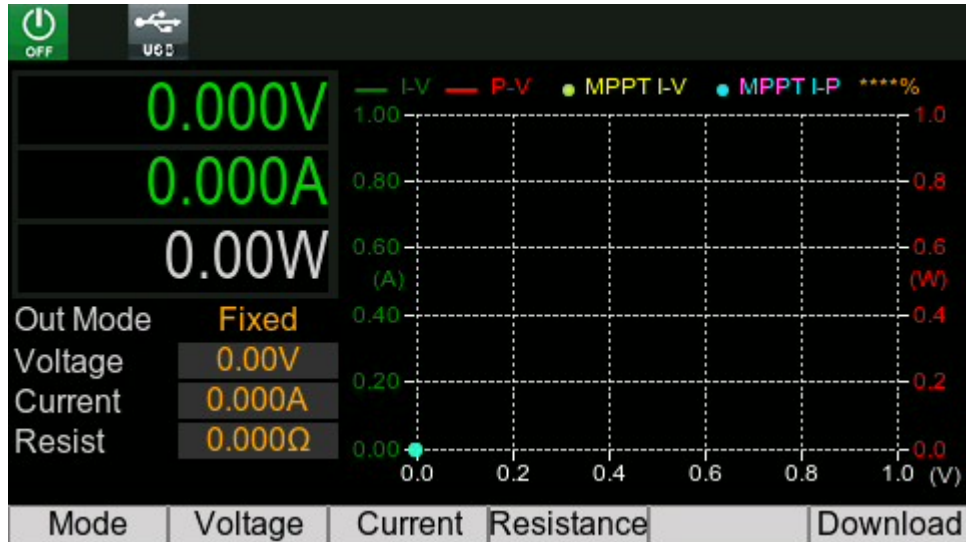 OFF USB
0.000V
0.000A
0.00W
Out Mode Fixed
Voltage 0.00V
Current 0.000A
Resist 0.000Ω
I-V P-V MPPT I-V MPPT I-P ****%
1.00 1.0
0.80 0.8
0.60 0.6
(A) (W)
0.40 0.4
0.20 0.2
0.00 0.0
0.0 0.2 0.4 0.6 0.8 1.0 (V)
Mode Voltage Current Resistance Download